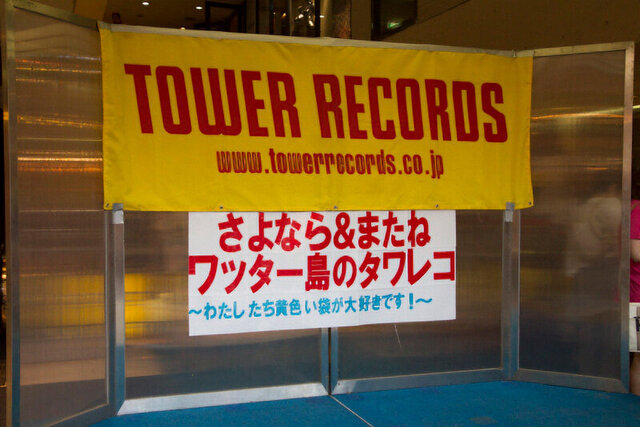 TOWER RECORDS
www.towerrecords.co.jp
さよなら&またね
ワッター島のタワレコ
～わたしたち黄色い袋が大好きです！～